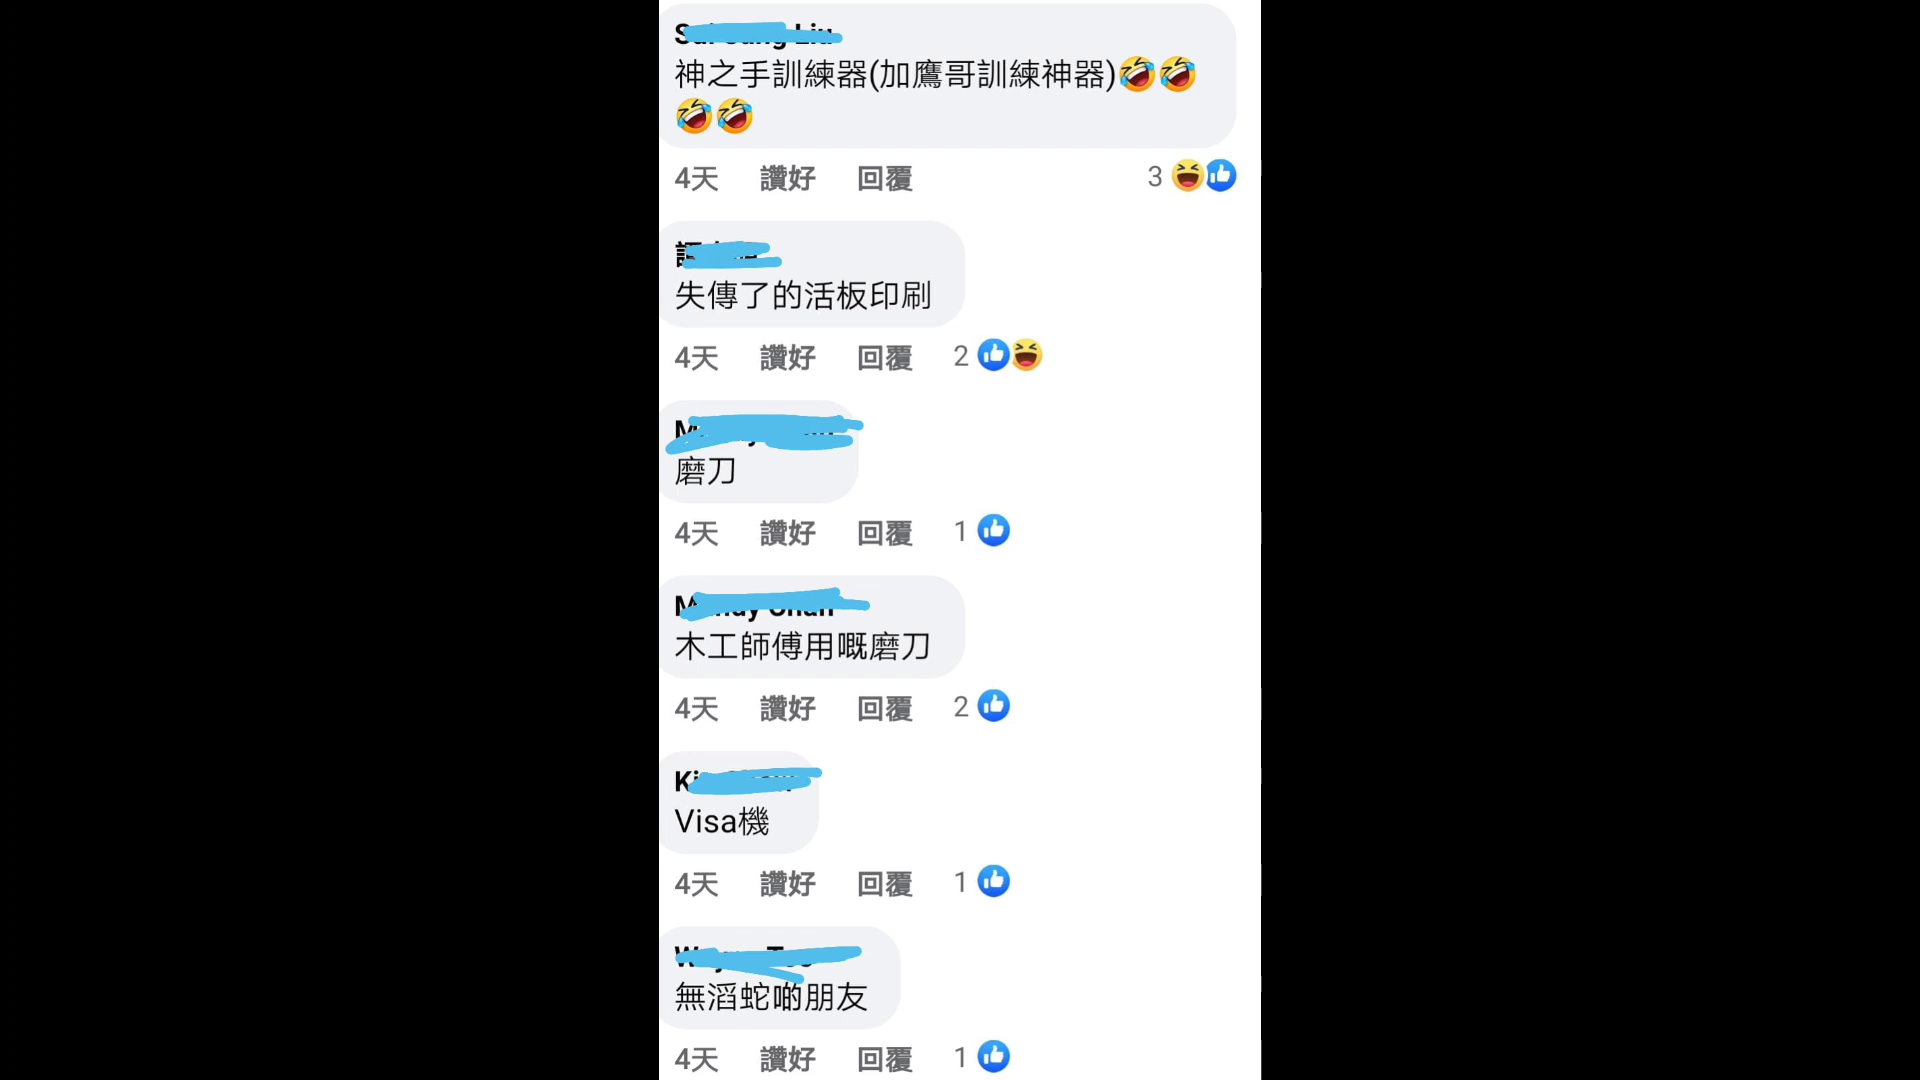 神之手訓練器(加鷹哥訓練神器)🤣🤣
🤣🤣
4天 讚好 回覆 3
失傳了的活板印刷
4天 讚好 回覆 2
磨刀
4天 讚好 回覆 1
木工師傅用嘅磨刀
4天 讚好 回覆 2
Visa機
4天 讚好 回覆 1
無滔蛇啲朋友
4天 讚好 回覆 1